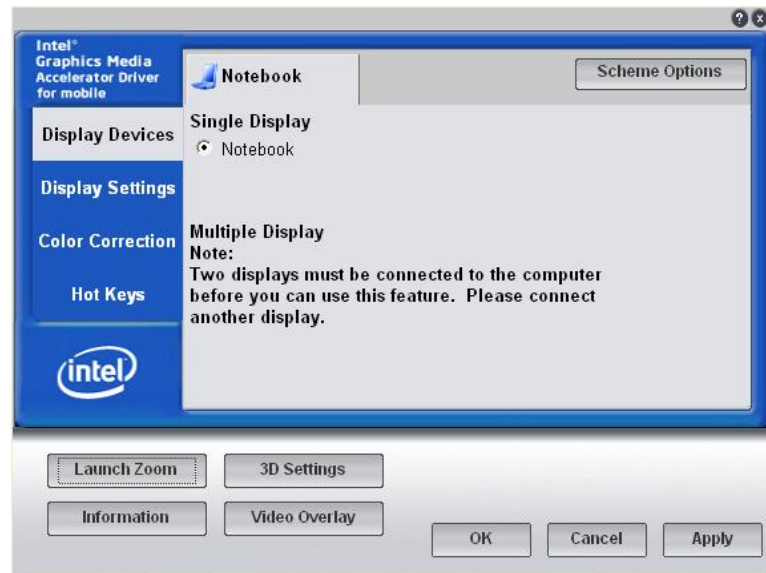 Intel®
Graphics Media
Accelerator Driver
for mobile
Notebook
Scheme Options
Display Devices
Display Settings
Color Correction
Hot Keys
intel
Single Display
Notebook
Multiple Display
Note:
Two displays must be connected to the computer
before you can use this feature. Please connect
another display.
Launch Zoom
3D Settings
Information
Video Overlay
OK
Cancel
Apply